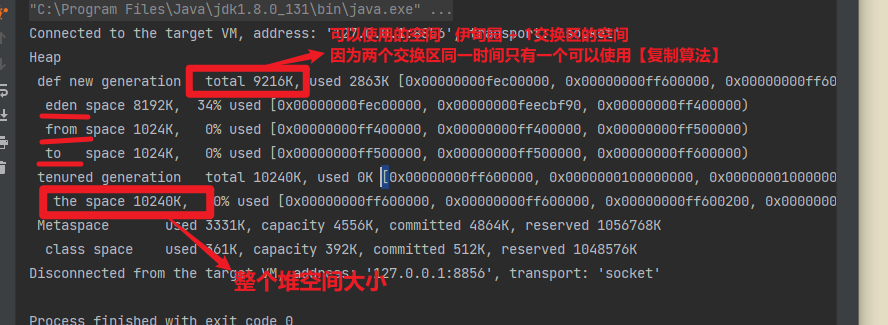 "C:\Program Files\Java\jdk1.8.0_131\bin\java.exe" ...
Connected to the target VM, address: '127.0.0.1:8856', transport: 'socket'
可以使用的空间 伊甸园 + 1交换区的空间
因为两个交换区同一时间只有一个可以使用【复制算法】
Heap
def new generation total 9216K, used 2863K [0x00000000fec00000, 0x00000000ff600000, 0x00000000ff60
eden space 8192K, 34% used [0x00000000fec00000, 0x00000000feecbf90, 0x00000000ff400000)
from space 1024K, 0% used [0x00000000ff400000, 0x00000000ff400000, 0x00000000ff500000)
to space 1024K, 0% used [0x00000000ff500000, 0x00000000ff500000, 0x00000000ff600000)
tenured generation total 10240K, used 0K [0x00000000ff600000, 0x0000000100000000, 0x0000000100000
the space 10240K, 0% used [0x00000000ff600000, 0x00000000ff600000, 0x00000000ff600200, 0x0000000
Metaspace used 3331K, capacity 4556K, committed 4864K, reserved 1056768K
class space used 361K, capacity 392K, committed 512K, reserved 1048576K
Disconnected from the target VM, address: '127.0.0.1:8856', transport: 'socket'
整个堆空间大小
Process finished with exit code 0